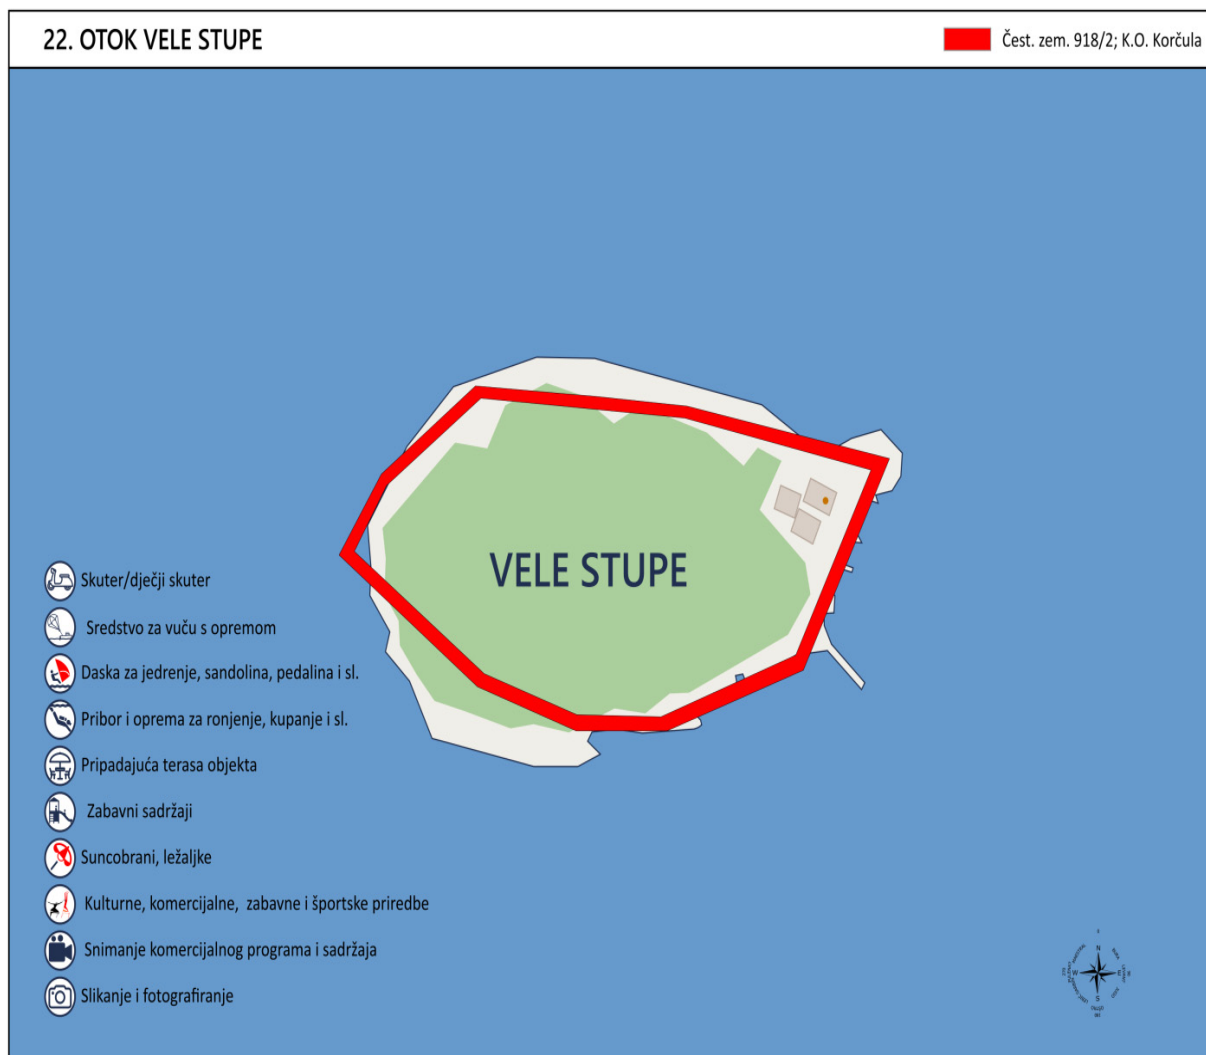 22. OTOK VELE STUPE
Čest. zem. 918/2; K.O. Korčula
VELE STUPE
Skuter/dječji skuter
Sredstvo za vuču s opremom
Daska za jedrenje, sandolina, pedalina i sl.
Pribor i oprema za ronjenje, kupanje i sl.
Pripadajuća terasa objekta
Zabavni sadržaji
Suncobrani, ležaljke
Kulturne, komercijalne, zabavne i športske priredbe
Snimanje komercijalnog programa i sadržaja
Slikanje i fotografiranje
N
W
E
S